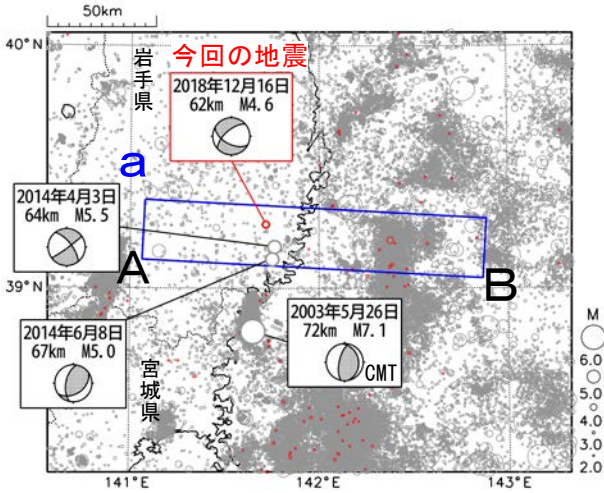 50km
40°N
今回の地震
岩手県
2018年12月16日
62km M4.6
a
2014年4月3日
64km M5.5
A
B
39°N
2014年6月8日
67km M5.0
2003年5月26日
72km M7.1
CMT
宮城県
M
6.0
5.0
4.0
3.0
2.0
141°E
142°E
143°E